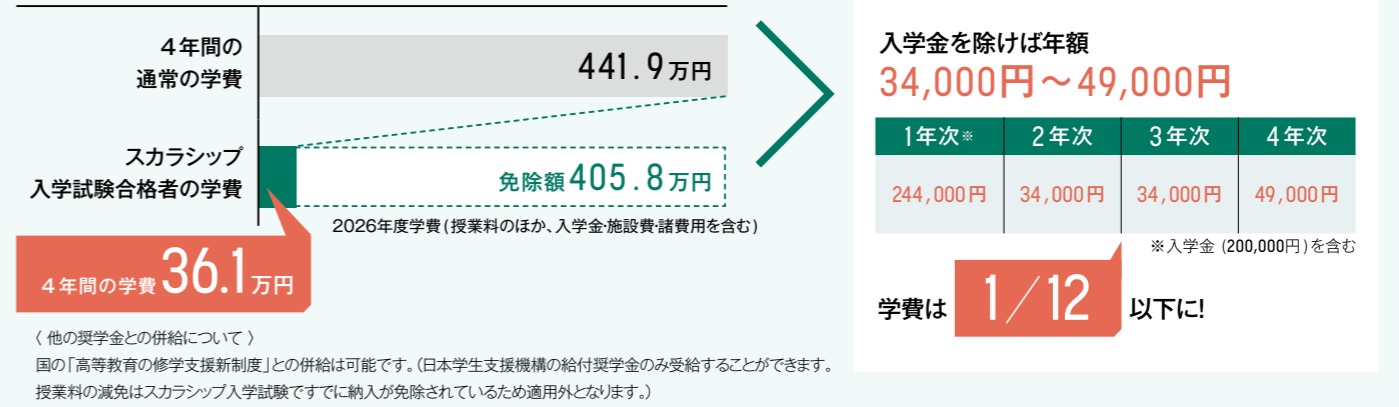 4年間の
通常の学費
441.9万円
スカラシップ
入学試験合格者の学費
免除額405.8万円
2026年度学費(授業料のほか、入学金・施設費・諸費用を含む)
4年間の学費36.1万円
〈 他の奨学金との併給について 〉
国の「高等教育の修学支援新制度」との併給は可能です。(日本学生支援機構の給付奨学金のみ受給することができます。
授業料の減免はスカラシップ入学試験ですでに納入が免除されているため適用外となります。)
入学金を除けば年額
34,000円～49,000円
1年次※ 2年次 3年次 4年次
244,000円 34,000円 34,000円 49,000円
※入学金(200,000円)を含む
学費は 1/12 以下に!